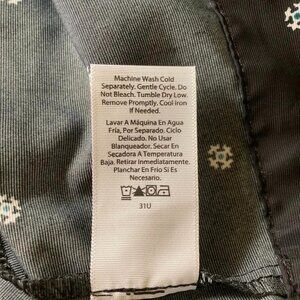 Machine Wash Cold
Separately. Gentle Cycle. Do
Not Bleach. Tumble Dry Low.
Remove Promptly. Cool Iron
If Needed.
Lavar A Máquina En Agua
Fría, Por Separado. Ciclo
Delicado. No Usar
Blanqueador. Secar En
Secadora A Temperatura
Baja. Retirar Inmediatamente.
Planchar En Frio Si Es
Necesario.
31U